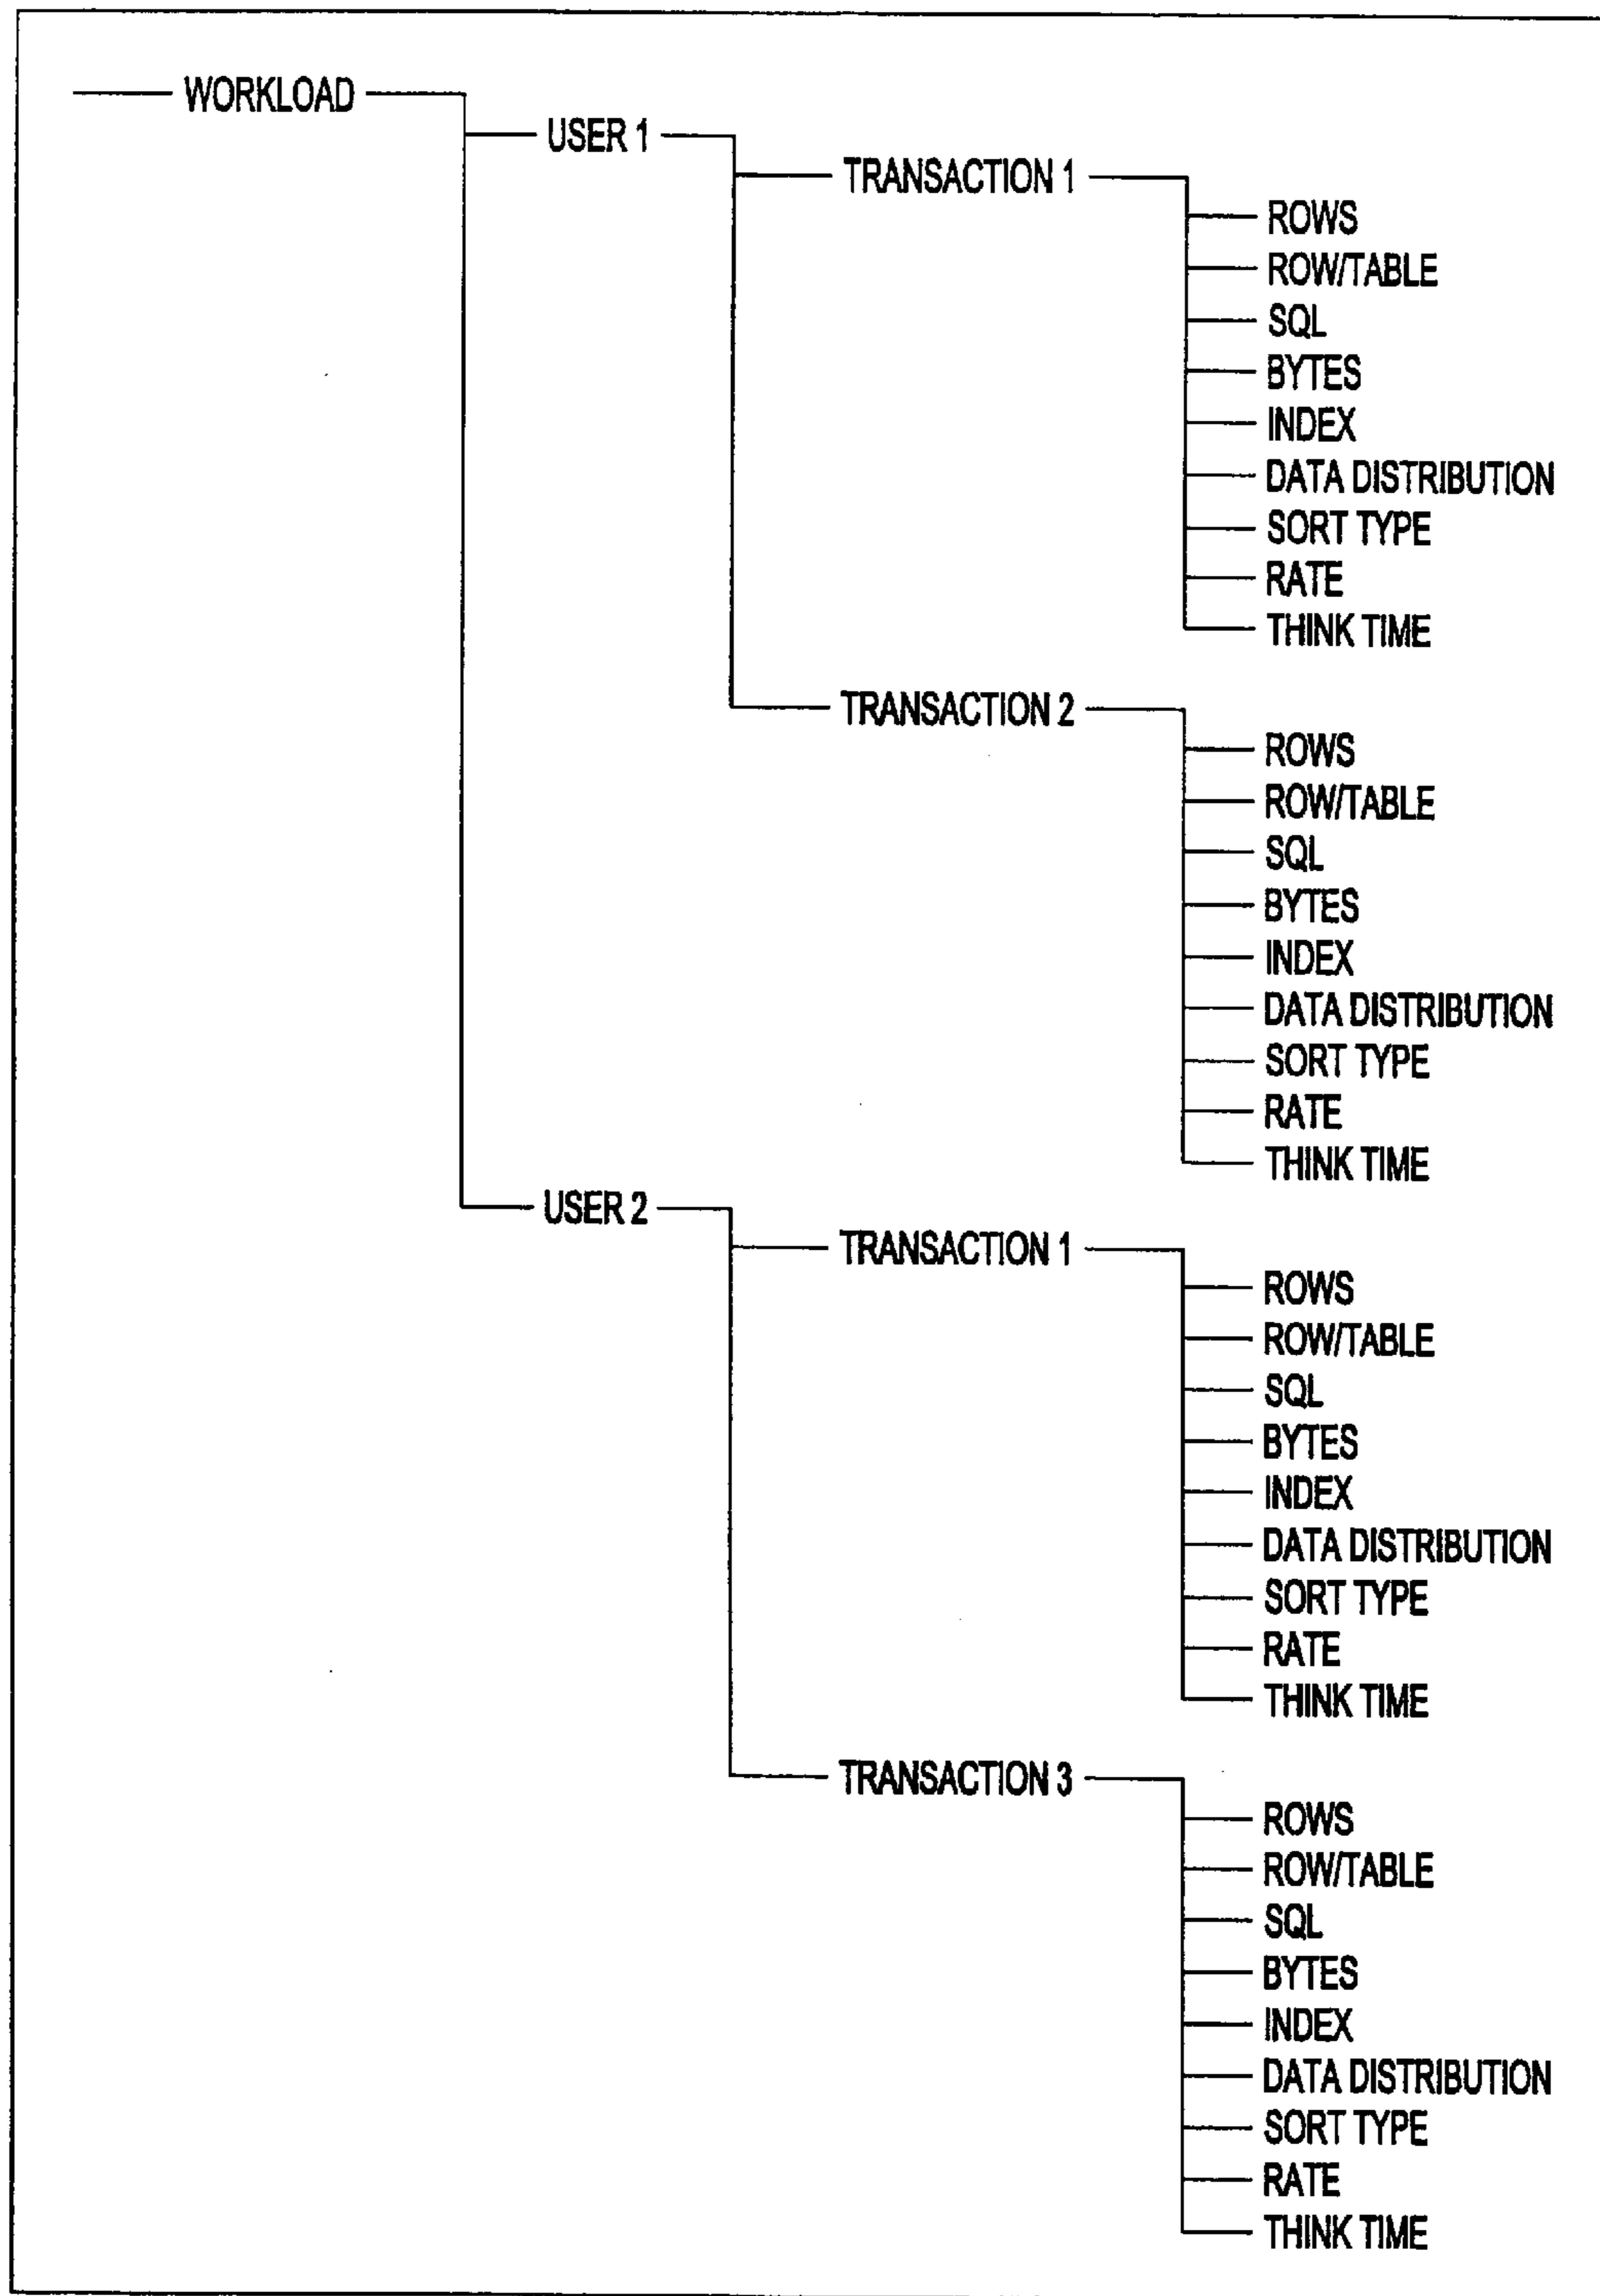 WORKLOAD
USER 1
TRANSACTION 1
ROWS
ROW/TABLE
SQL
BYTES
INDEX
DATA DISTRIBUTION
SORT TYPE
RATE
THINK TIME
TRANSACTION 2
ROWS
ROW/TABLE
SQL
BYTES
INDEX
DATA DISTRIBUTION
SORT TYPE
RATE
THINK TIME
USER 2
TRANSACTION 1
ROWS
ROW/TABLE
SQL
BYTES
INDEX
DATA DISTRIBUTION
SORT TYPE
RATE
THINK TIME
TRANSACTION 3
ROWS
ROW/TABLE
SQL
BYTES
INDEX
DATA DISTRIBUTION
SORT TYPE
RATE
THINK TIME